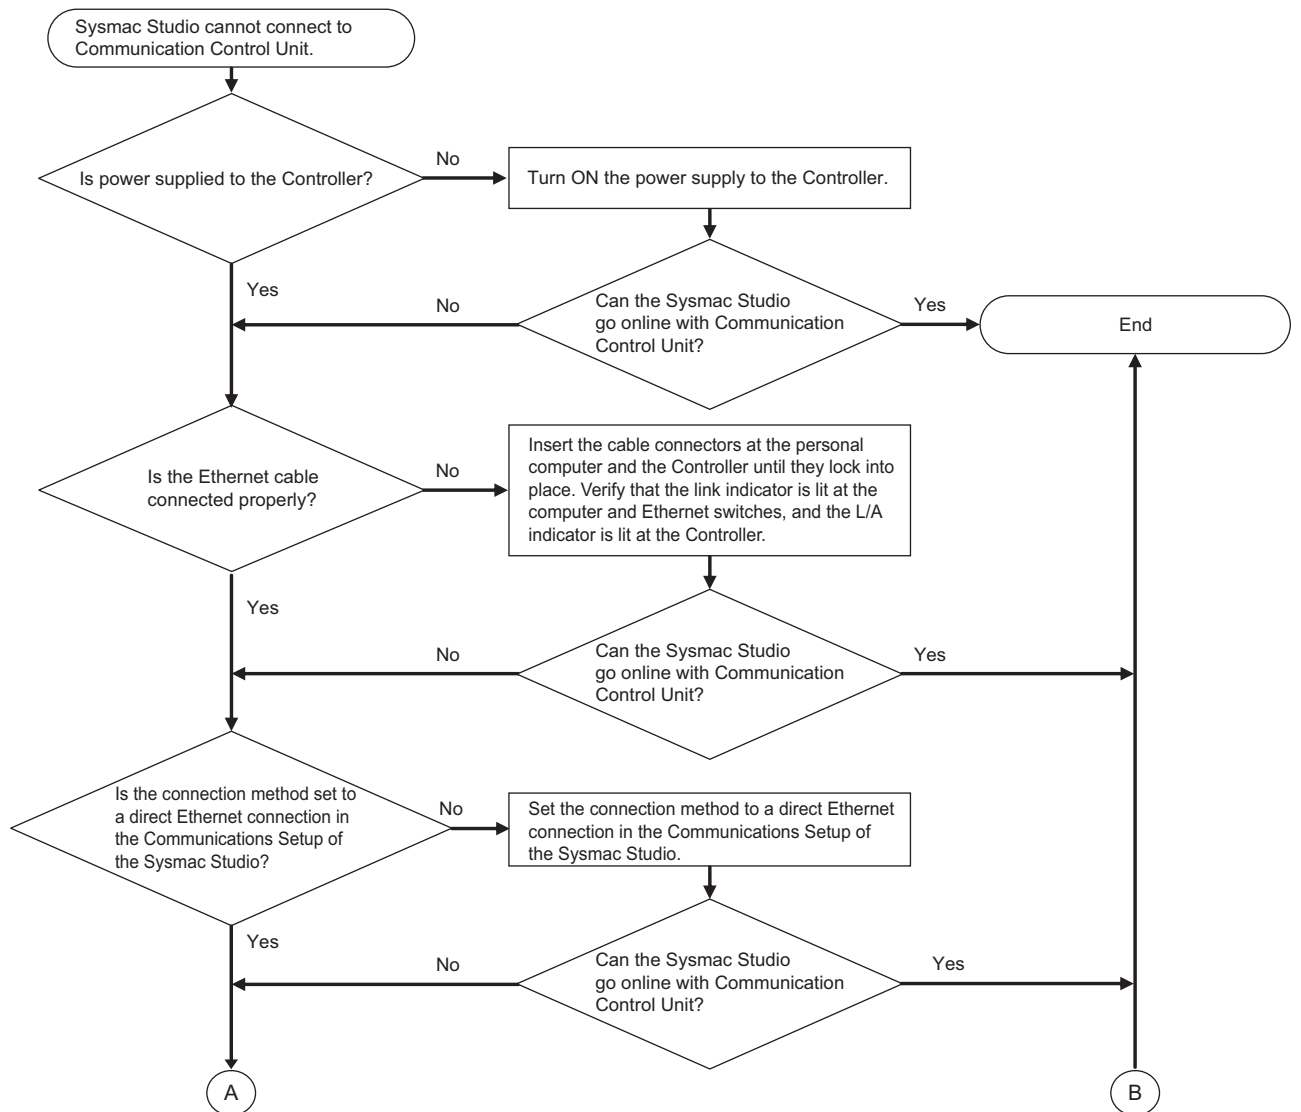 Sysmac Studio cannot connect to
Communication Control Unit.
Is power supplied to the Controller?
No
Turn ON the power supply to the Controller.
Yes
No
Can the Sysmac Studio
go online with Communication
Control Unit?
Yes
End
Is the Ethernet cable
connected properly?
No
Insert the cable connectors at the personal
computer and the Controller until they lock into
place. Verify that the link indicator is lit at the
computer and Ethernet switches, and the L/A
indicator is lit at the Controller.
Yes
No
Can the Sysmac Studio
go online with Communication
Control Unit?
Yes
Is the connection method set to
a direct Ethernet connection in
the Communications Setup of
the Sysmac Studio?
No
Set the connection method to a direct Ethernet
connection in the Communications Setup of
the Sysmac Studio.
Yes
No
Can the Sysmac Studio
go online with Communication
Control Unit?
Yes
A
B